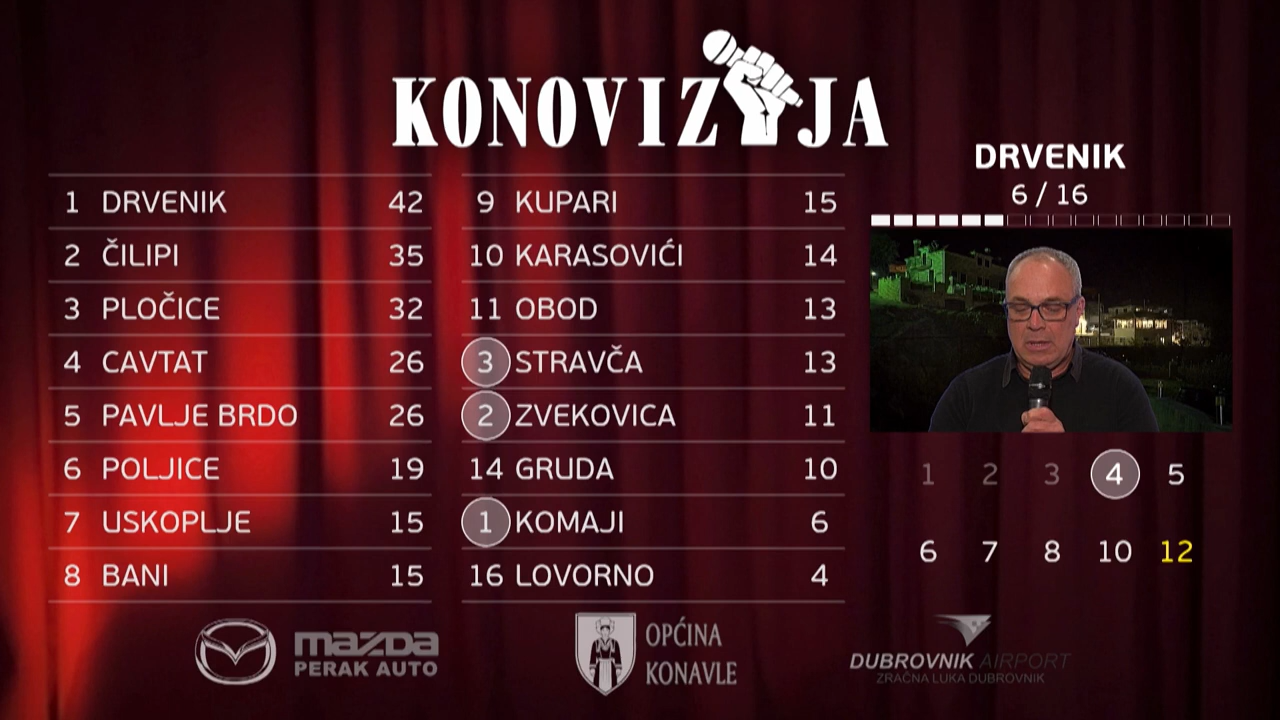 KONOVIZIJA
1 DRVENIK 42
2 ČILIPI 35
3 PLOČICE 32
4 CAVTAT 26
5 PAVLJE BRDO 26
6 POLJICE 19
7 USKOPLJE 15
8 BANI 15
9 KUPARI 15
10 KARASOVIĆI 14
11 OBOD 13
3 STRAVČA 13
2 ZVEKOVICA 11
14 GRUDA 10
1 KOMAJI 6
16 LOVORNO 4
DRVENIK
6 / 16
1 2 3 4 5
6 7 8 10 12
mazda
PERAK AUTO
OPĆINA
KONAVLE
DUBROVNIK AIRPORT
ZRAČNA LUKA DUBROVNIK